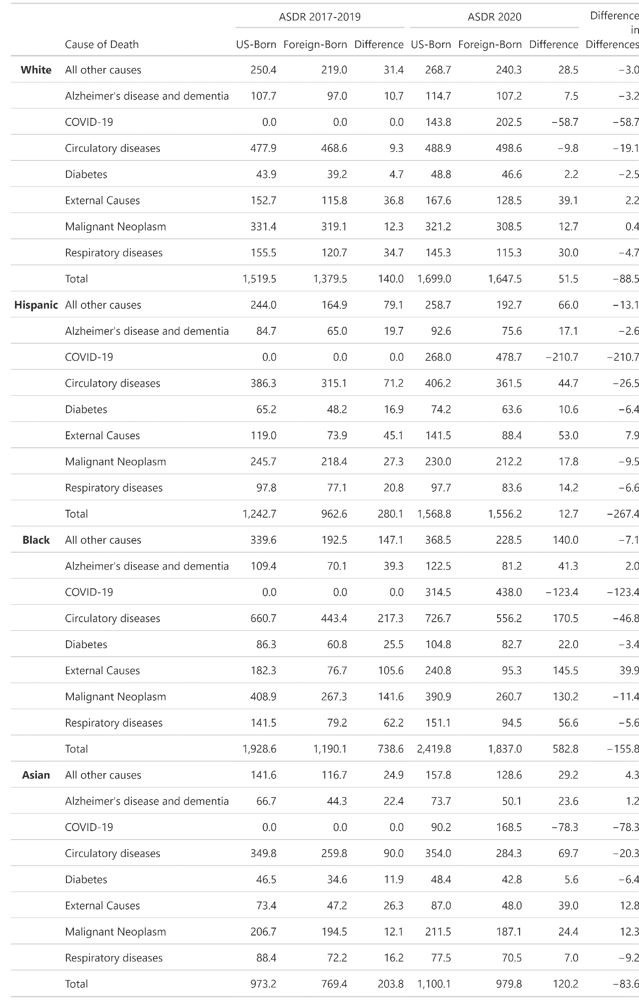 ASDR 2017-2019 ASDR 2020 Difference
in
Cause of Death US-Born Foreign-Born Difference US-Born Foreign-Born Difference Differences
White All other causes 250.4 219.0 31.4 268.7 240.3 28.5 −3.0
Alzheimer's disease and dementia 107.7 97.0 10.7 114.7 107.2 7.5 −3.2
COVID-19 0.0 0.0 0.0 143.8 202.5 −58.7 −58.7
Circulatory diseases 477.9 468.6 9.3 488.9 498.6 −9.8 −19.1
Diabetes 43.9 39.2 4.7 48.8 46.6 2.2 −2.5
External Causes 152.7 115.8 36.8 167.6 128.5 39.1 2.2
Malignant Neoplasm 331.4 319.1 12.3 321.2 308.5 12.7 0.4
Respiratory diseases 155.5 120.7 34.7 145.3 115.3 30.0 −4.7
Total 1,519.5 1,379.5 140.0 1,699.0 1,647.5 51.5 −88.5
Hispanic All other causes 244.0 164.9 79.1 258.7 192.7 66.0 −13.1
Alzheimer's disease and dementia 84.7 65.0 19.7 92.6 75.6 17.1 −2.6
COVID-19 0.0 0.0 0.0 268.0 478.7 −210.7 −210.7
Circulatory diseases 386.3 315.1 71.2 406.2 361.5 44.7 −26.5
Diabetes 65.2 48.2 16.9 74.2 63.6 10.6 −6.4
External Causes 119.0 73.9 45.1 141.5 88.4 53.0 7.9
Malignant Neoplasm 245.7 218.4 27.3 230.0 212.2 17.8 −9.5
Respiratory diseases 97.8 77.1 20.8 97.7 83.6 14.2 −6.6
Total 1,242.7 962.6 280.1 1,568.8 1,556.2 12.7 −267.4
Black All other causes 339.6 192.5 147.1 368.5 228.5 140.0 −7.1
Alzheimer's disease and dementia 109.4 70.1 39.3 122.5 81.2 41.3 2.0
COVID-19 0.0 0.0 0.0 314.5 438.0 −123.4 −123.4
Circulatory diseases 660.7 443.4 217.3 726.7 556.2 170.5 −46.8
Diabetes 86.3 60.8 25.5 104.8 82.7 22.0 −3.4
External Causes 182.3 76.7 105.6 240.8 95.3 145.5 39.9
Malignant Neoplasm 408.9 267.3 141.6 390.9 260.7 130.2 −11.4
Respiratory diseases 141.5 79.2 62.2 151.1 94.5 56.6 −5.6
Total 1,928.6 1,190.1 738.6 2,419.8 1,837.0 582.8 −155.8
Asian All other causes 141.6 116.7 24.9 157.8 128.6 29.2 4.3
Alzheimer's disease and dementia 66.7 44.3 22.4 73.7 50.1 23.6 1.2
COVID-19 0.0 0.0 0.0 90.2 168.5 −78.3 −78.3
Circulatory diseases 349.8 259.8 90.0 354.0 284.3 69.7 −20.3
Diabetes 46.5 34.6 11.9 48.4 42.8 5.6 −6.4
External Causes 73.4 47.2 26.3 87.0 48.0 39.0 12.8
Malignant Neoplasm 206.7 194.5 12.1 211.5 187.1 24.4 12.3
Respiratory diseases 88.4 72.2 16.2 77.5 70.5 7.0 −9.2
Total 973.2 769.4 203.8 1,100.1 979.8 120.2 −83.6